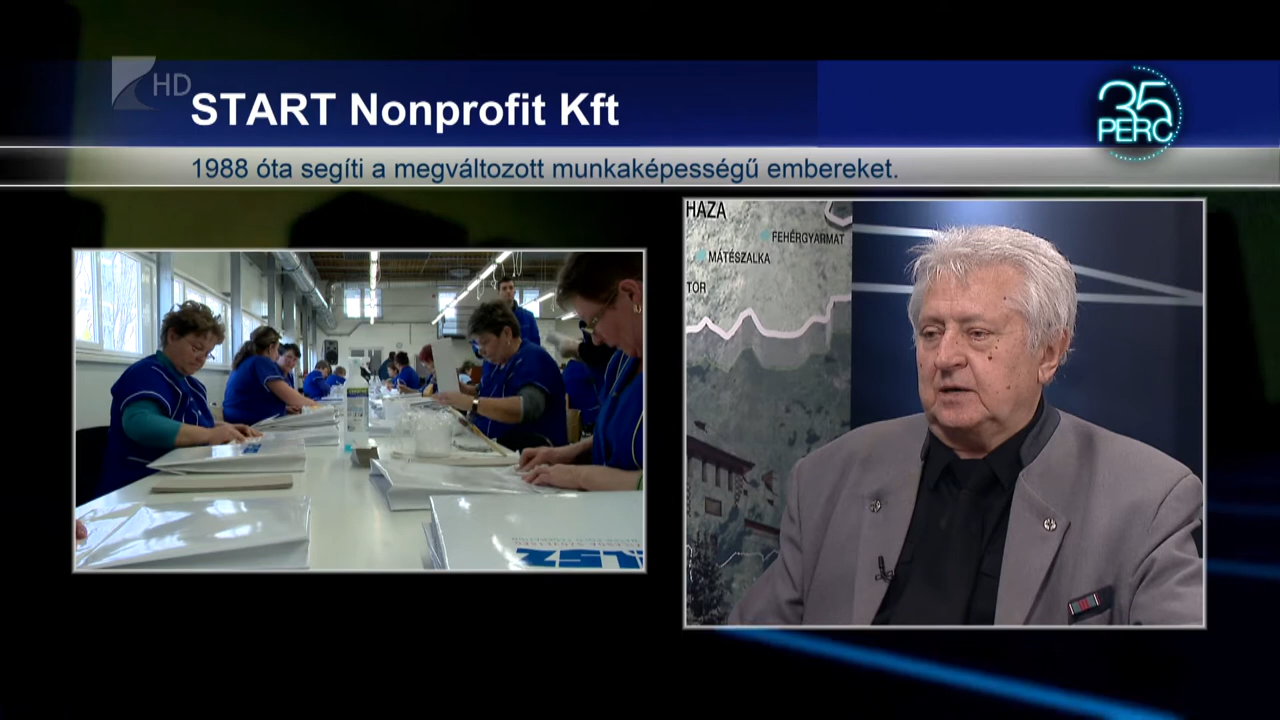 HD
START Nonprofit Kft
35
PERC
1988 óta segíti a megváltozott munkaképességű embereket.
HAZA
FEHÉRGYARMAT
MÁTÉSZALKA
TOR